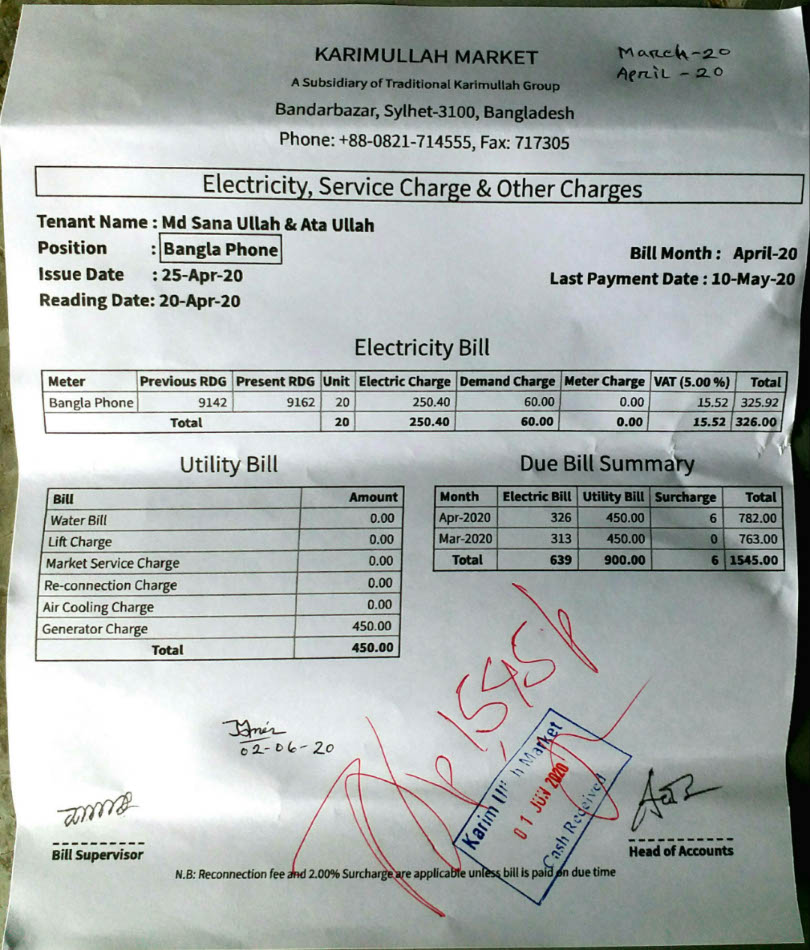 KARIMULLAH MARKET
March-20
April - 20
A Subsidiary of Traditional Karimullah Group
Bandarbazar, Sylhet-3100, Bangladesh
Phone: +88-0821-714555, Fax: 717305
Electricity, Service Charge & Other Charges
Tenant Name : Md Sana Ullah & Ata Ullah
Position : Bangla Phone
Issue Date : 25-Apr-20
Reading Date: 20-Apr-20
Bill Month : April-20
Last Payment Date : 10-May-20
Electricity Bill
Meter Previous RDG Present RDG Unit Electric Charge Demand Charge Meter Charge VAT (5.00 %) Total
Bangla Phone 9142 9162 20 250.40 60.00 0.00 15.52 325.92
Total 20 250.40 60.00 0.00 15.52 326.00
Utility Bill
Bill Amount
Water Bill 0.00
Lift Charge 0.00
Market Service Charge 0.00
Re-connection Charge 0.00
Air Cooling Charge 0.00
Generator Charge 450.00
Total 450.00
Due Bill Summary
Month Electric Bill Utility Bill Surcharge Total
Apr-2020 326 450.00 6 782.00
Mar-2020 313 450.00 0 763.00
Total 639 900.00 6 1545.00
1545/
02-06-20
Karim Ullah Market
01 JUN 2020
Cash Received
Bill Supervisor
Head of Accounts
N.B: Reconnection fee and 2.00% Surcharge are applicable unless bill is paid on due time